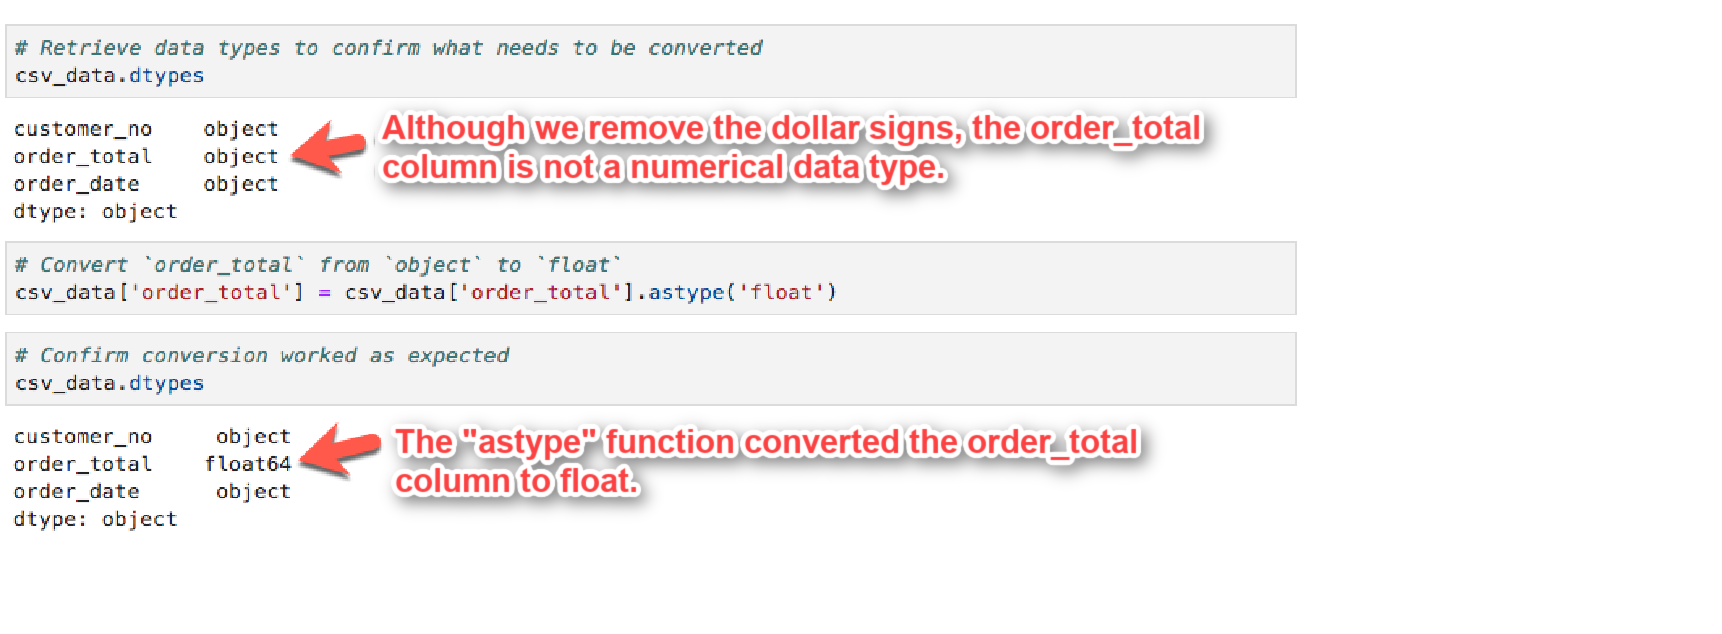 # Retrieve data types to confirm what needs to be converted
csv_data.dtypes
customer_no    object
order_total    object
order_date     object
dtype: object
Although we remove the dollar signs, the order_total
column is not a numerical data type.
# Convert `order_total` from `object` to `float`
csv_data['order_total'] = csv_data['order_total'].astype('float')
# Confirm conversion worked as expected
csv_data.dtypes
customer_no     object
order_total    float64
order_date      object
dtype: object
The "astype" function converted the order_total
column to float.